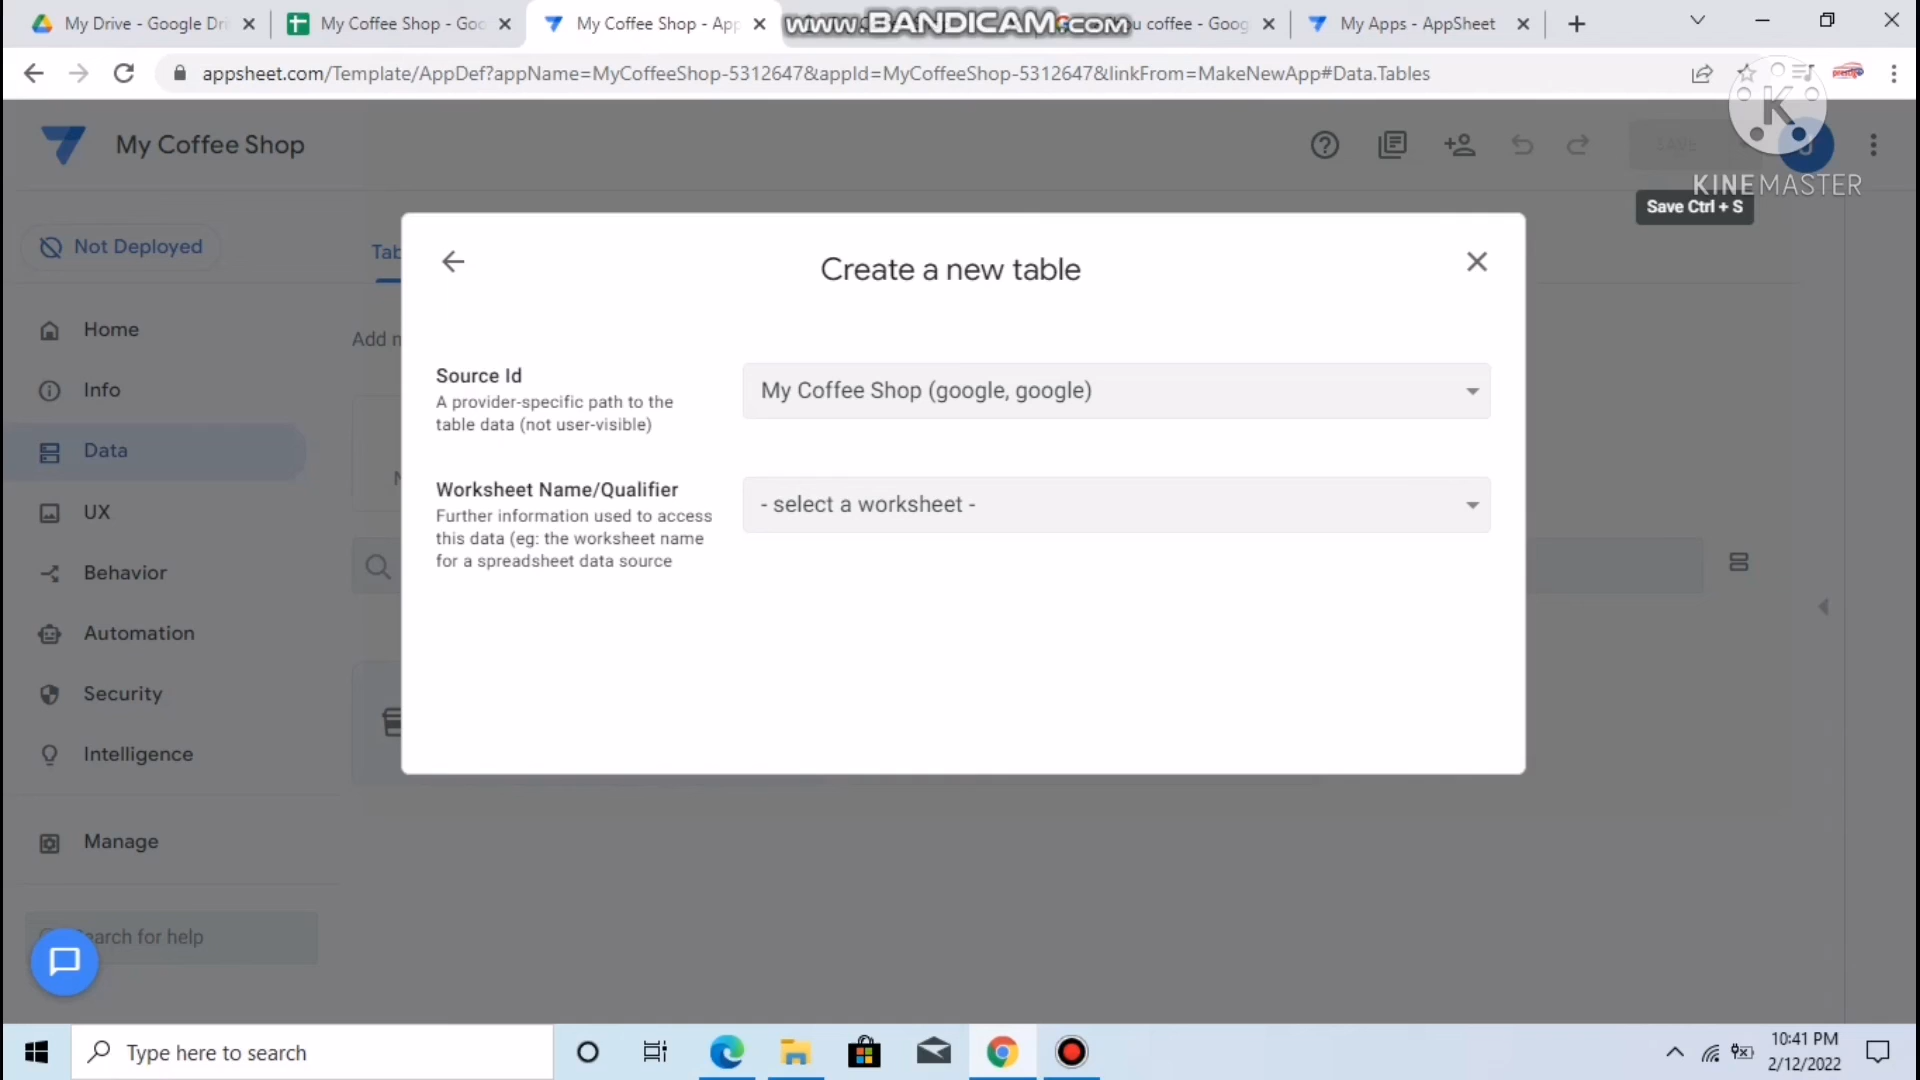 My Drive - Google Dri
My Coffee Shop - Goo
My Coffee Shop - App
www.BANDICAM.com
ou coffee - Goog
My Apps - AppSheet
appsheet.com/Template/AppDef?appName=MyCoffeeShop-5312647&appId=MyCoffeeShop-5312647&linkFrom=MakeNewApp#Data.Tables
My Coffee Shop
SAVE
K
KINEMASTER
Save Ctrl + S
Not Deployed
Tab
Create a new table
Home
Add n
Info
Source Id
A provider-specific path to the
table data (not user-visible)
My Coffee Shop (google, google)
Data
Worksheet Name/Qualifier
Further information used to access
this data (eg: the worksheet name
for a spreadsheet data source
- select a worksheet -
UX
Behavior
Automation
Security
Intelligence
Manage
earch for help
Type here to search
10:41 PM
2/12/2022